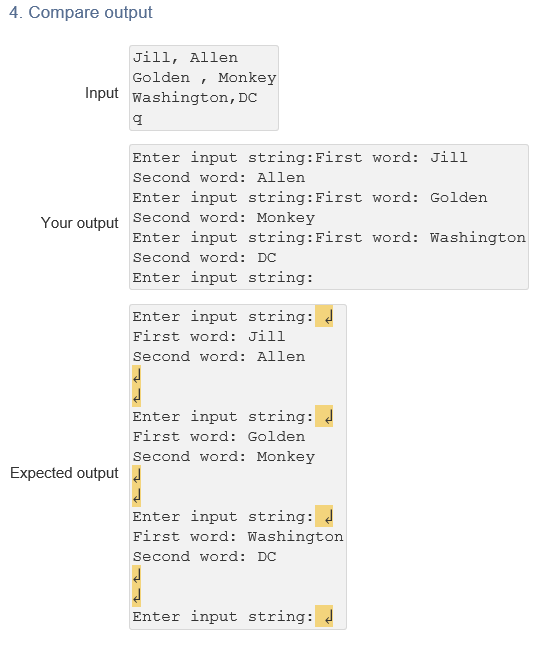 4. Compare output
Input
Jill, Allen
Golden , Monkey
Washington,DC
q
Your output
Enter input string:First word: Jill
Second word: Allen
Enter input string:First word: Golden
Second word: Monkey
Enter input string:First word: Washington
Second word: DC
Enter input string:
Expected output
Enter input string: ↲
First word: Jill
Second word: Allen
↲
↲
Enter input string: ↲
First word: Golden
Second word: Monkey
↲
↲
Enter input string: ↲
First word: Washington
Second word: DC
↲
↲
Enter input string: ↲